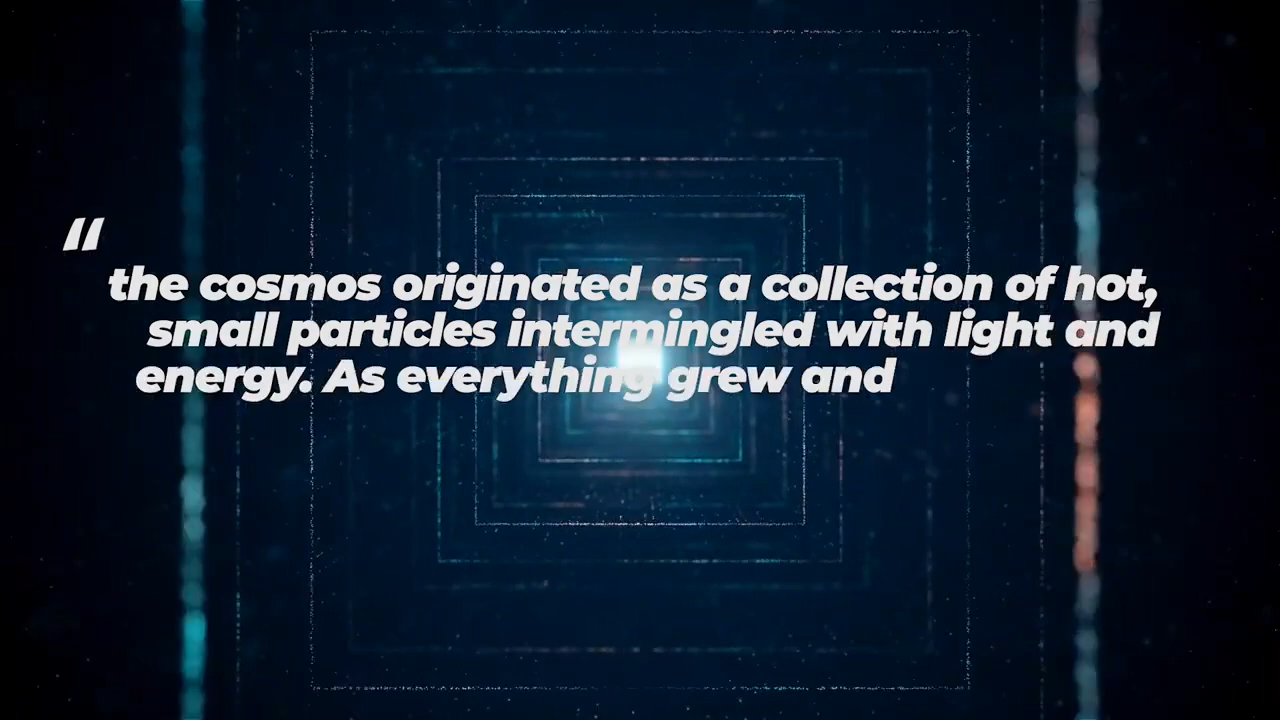 “
the cosmos originated as a collection of hot,
small particles intermingled with light and
energy. As everything grew and